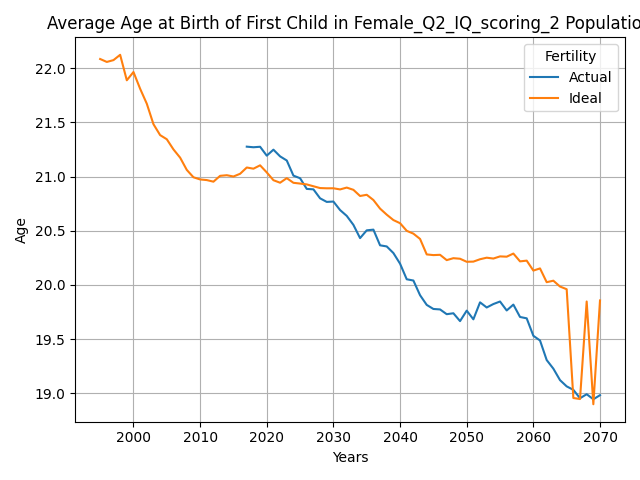 Average Age at Birth of First Child in Female_Q2_IQ_scoring_2 Populatio
Fertility
Actual
Ideal
Age
22.0
21.5
21.0
20.5
20.0
19.5
19.0
2000 2010 2020 2030 2040 2050 2060 2070
Years